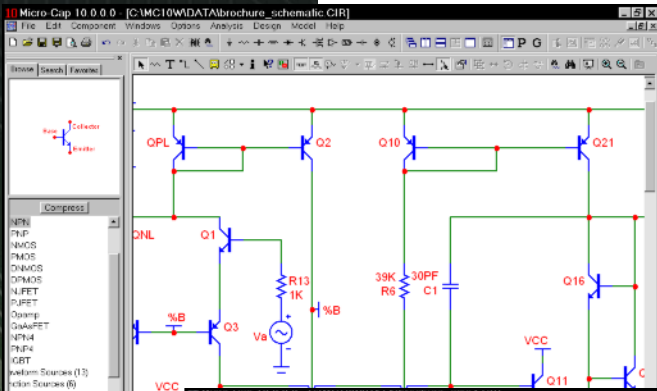 10 Micro-Cap 10.0.0.0 - [C:\MC10W\DATA\brochure_schematic.CIR]
File Edit Component Windows Options Analysis Design Model Help
T P G
Browse Search Favorites
Collector
Base
Emitter
Compress
NPN
PNP
NMOS
PMOS
DNMOS
DPMOS
NJFET
PJFET
Opamp
GaAsFET
NPN4
PNP4
IGBT
Sources (13)
Sources (6)
QPL Q2 Q10 Q21
QNL Q1
R13
1K
39K
R6
30PF
C1
Q16
%B %B
Q3 Va
VCC VCC
Q11